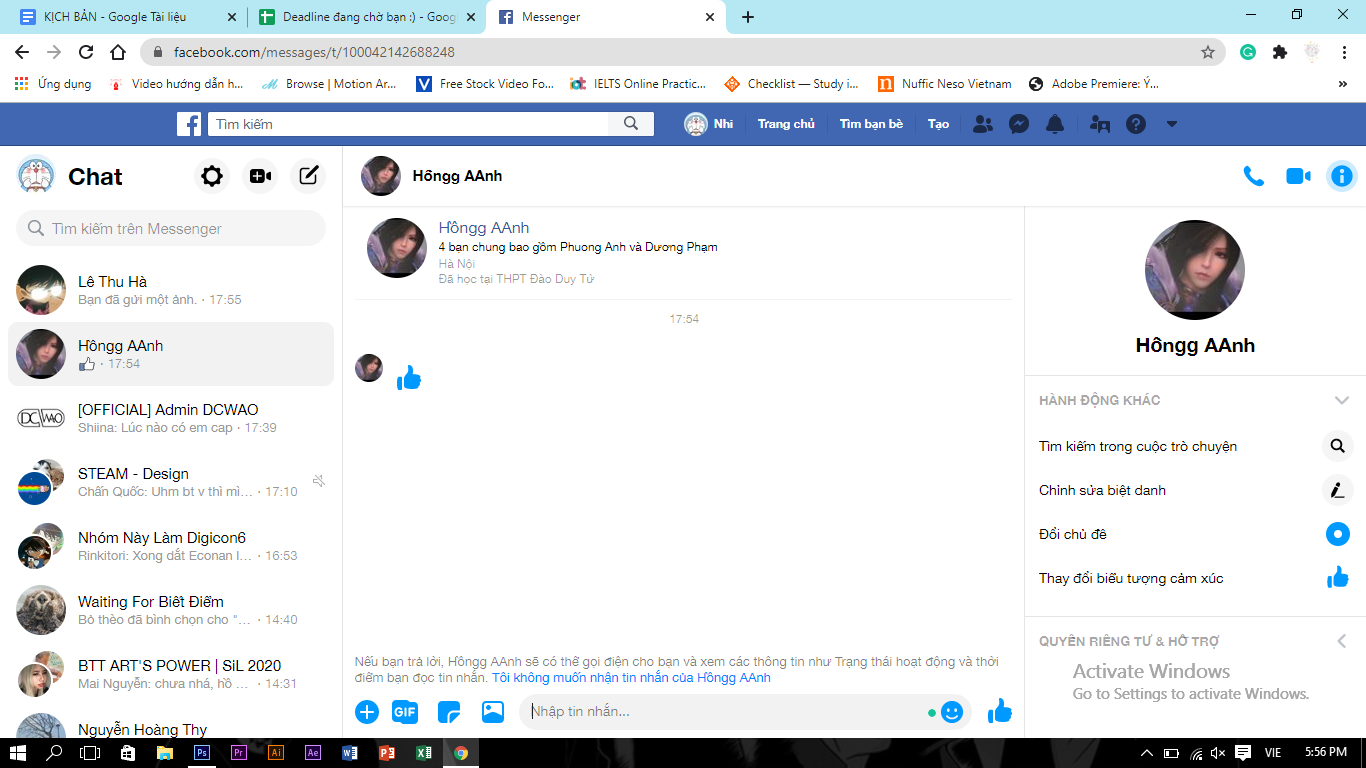 KỊCH BẢN - Google Tài liệu
Deadline đang chờ bạn :) - Goog
Messenger
facebook.com/messages/t/100042142688248
Ứng dụng
Video hướng dẫn h...
Browse | Motion Ar...
Free Stock Video Fo...
IELTS Online Practic...
Checklist — Study i...
Nuffic Neso Vietnam
Adobe Premiere: Ý...
Tìm kiếm
Nhi
Trang chủ
Tìm bạn bè
Tạo
Chat
Tìm kiếm trên Messenger
Lê Thu Hà
Bạn đã gửi một ảnh. · 17:55
Hồngg AAnh
· 17:54
[OFFICIAL] Admin DCWAO
Shiina: Lúc nào có em cap · 17:39
STEAM - Design
Chấn Quốc: Uhm bt v thì mì... · 17:10
Nhóm Này Làm Digicon6
Rinkitori: Xong dắt Econan l... · 16:53
Waiting For Biết Điểm
Bò thèo đã bình chọn cho "... · 14:40
BTT ART'S POWER | SiL 2020
Mai Nguyễn: chưa nhá, hồ ... · 14:31
Nguyễn Hoàng Thy
Hồngg AAnh
Hồngg AAnh
4 bạn chung bao gồm Phuong Anh và Dương Phạm
Hà Nội
Đã học tại THPT Đào Duy Từ
17:54
Nếu bạn trả lời, Hồngg AAnh sẽ có thể gọi điện cho bạn và xem các thông tin như Trạng thái hoạt động và thời
điểm bạn đọc tin nhắn. Tôi không muốn nhận tin nhắn của Hồngg AAnh
GIF
Nhập tin nhắn...
Hồngg AAnh
HÀNH ĐỘNG KHÁC
Tìm kiếm trong cuộc trò chuyện
Chỉnh sửa biệt danh
Đổi chủ đề
Thay đổi biểu tượng cảm xúc
QUYỀN RIÊNG TƯ & HỖ TRỢ
Activate Windows
Go to Settings to activate Windows.
Ps
Pr
Ai
Ae
VIE
5:56 PM